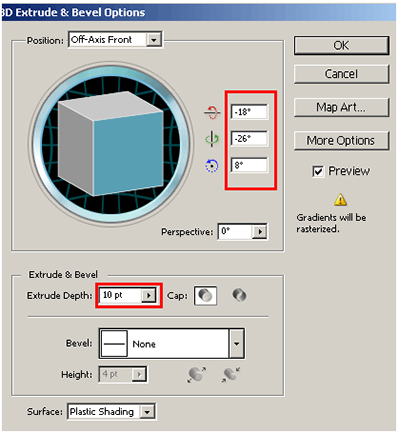 3D Extrude & Bevel Options
Position: Off-Axis Front
OK
Cancel
Map Art...
More Options
Preview
Gradients will be
rasterized.
-18°
-26°
8°
Perspective: 0°
Extrude & Bevel
Extrude Depth: 10 pt Cap:
Bevel: None
Height: 4 pt
Surface: Plastic Shading